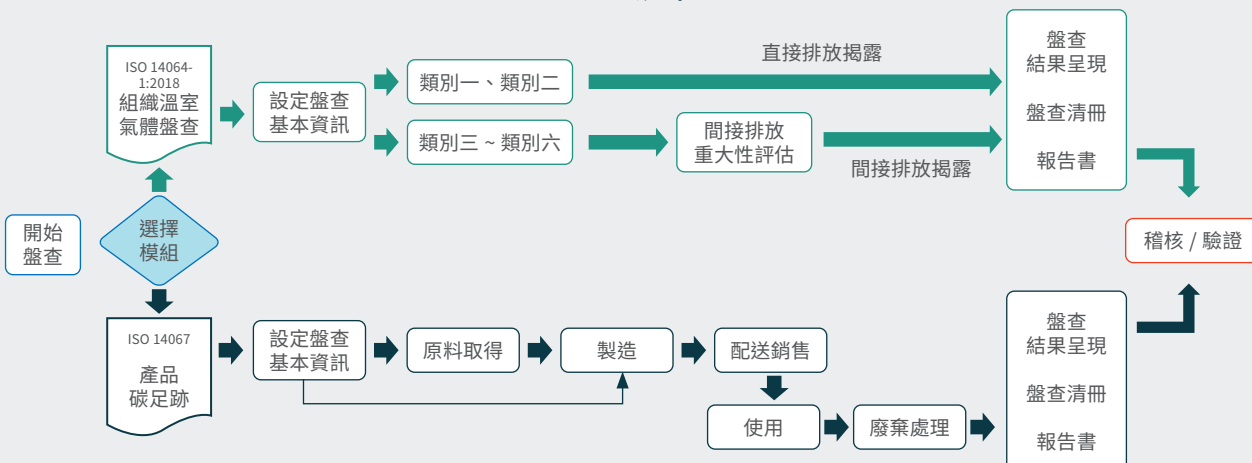 ISO 14064-
1:2018
組織溫室
氣體盤查
設定盤查
基本資訊
類別一、類別二
直接排放揭露
類別三 ~ 類別六
間接排放
重大性評估
間接排放揭露
盤查
結果呈現
盤查清冊
報告書
開始
盤查
選擇
模組
稽核 / 驗證
ISO 14067
產品
碳足跡
設定盤查
基本資訊
原料取得
製造
配送銷售
使用
廢棄處理
盤查
結果呈現
盤查清冊
報告書